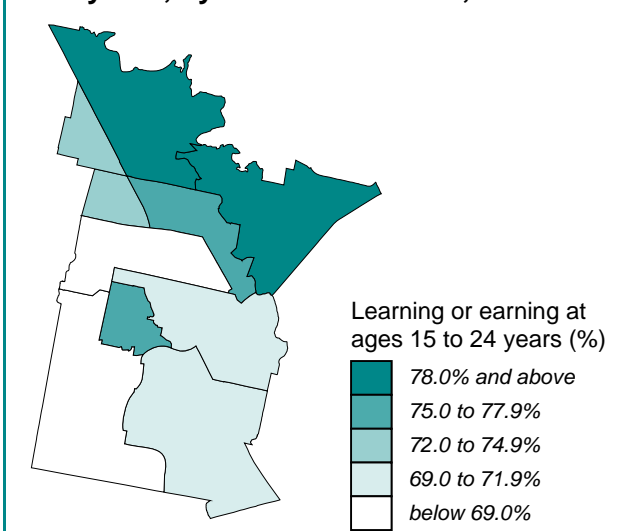 Learning or earning at
ages 15 to 24 years (%)
78.0% and above
75.0 to 77.9%
72.0 to 74.9%
69.0 to 71.9%
below 69.0%